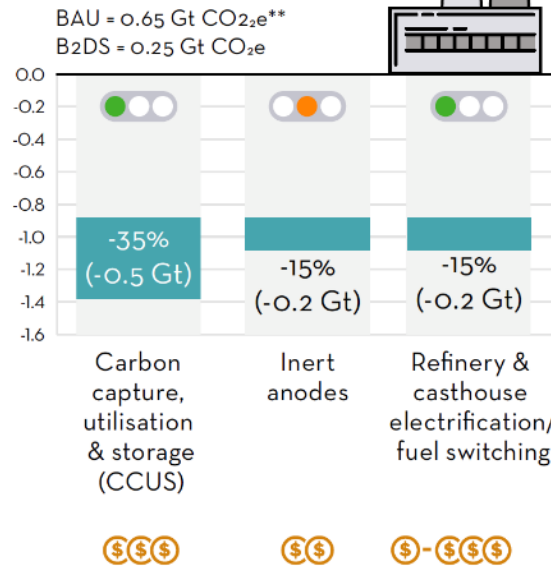 BAU = 0.65 Gt CO₂₂e**
B2DS = 0.25 Gt CO₂e
0.0
-0.2
-0.4
-0.6
-0.8
-1.0
-1.2
-1.4
-1.6
-35%
(-0.5 Gt)
-15%
(-0.2 Gt)
-15%
(-0.2 Gt)
Carbon
capture,
utilisation
& storage
(CCUS)
Inert
anodes
Refinery &
casthouse
electrification/
fuel switching
$$$
$$
$-$$$